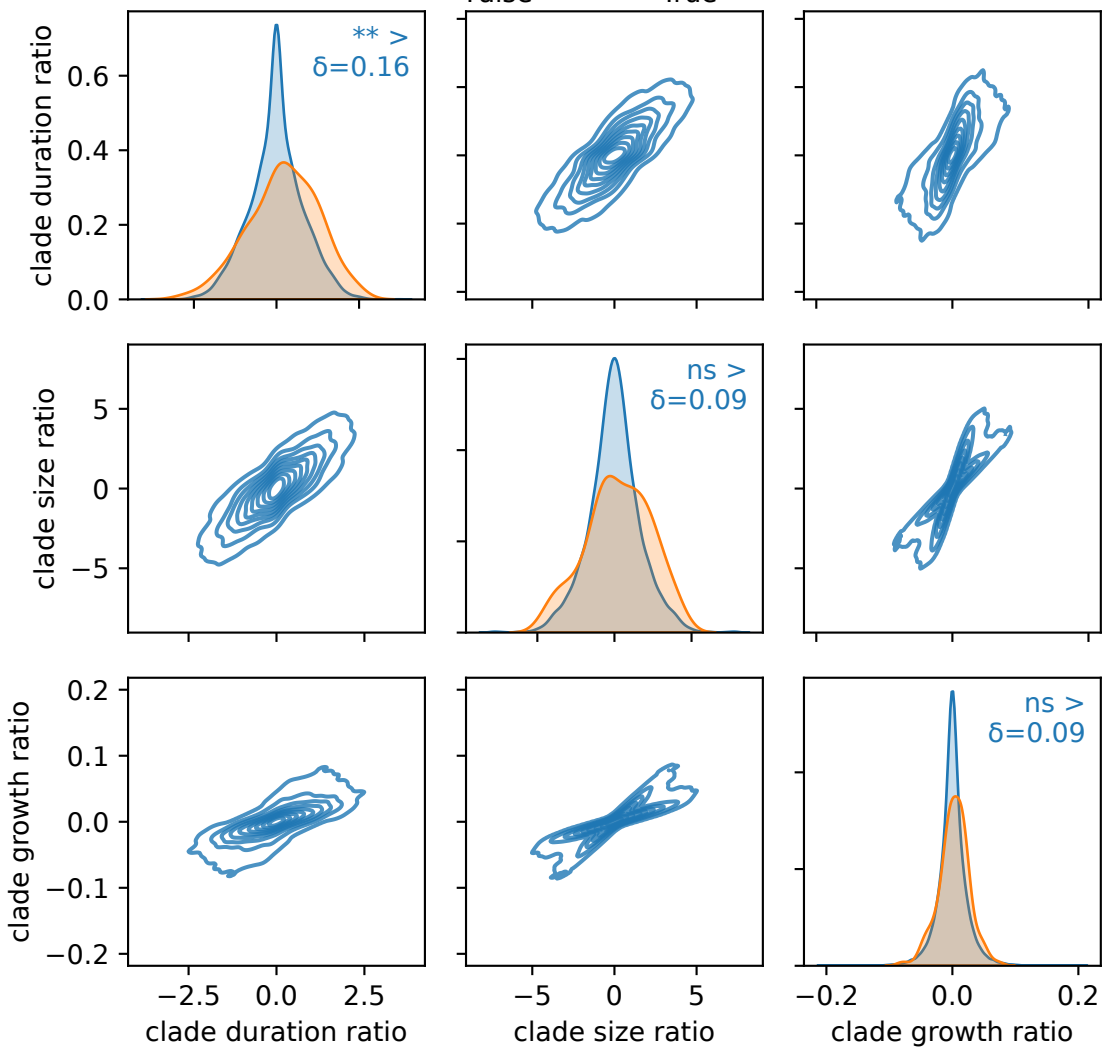 False True
clade duration ratio
0.6
0.4
0.2
0.0
** >
δ=0.16
clade size ratio
5
0
−5
ns >
δ=0.09
clade growth ratio
0.2
0.1
0.0
−0.1
−0.2
ns >
δ=0.09
−2.5 0.0 2.5
−5 0 5
−0.2 0.0 0.2
clade duration ratio
clade size ratio
clade growth ratio